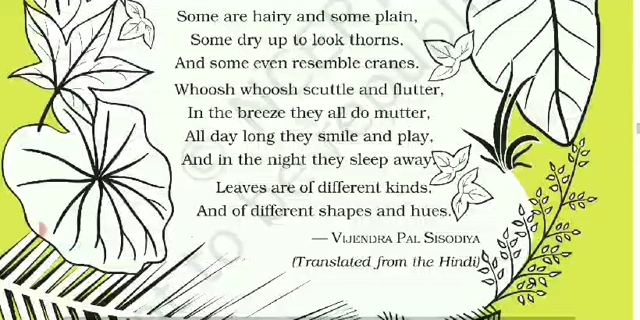 Some are hairy and some plain,
Some dry up to look thorns.
And some even resemble cranes.
Whoosh whoosh scuttle and flutter,
In the breeze they all do mutter,
All day long they smile and play,
And in the night they sleep away.
Leaves are of different kinds,
And of different shapes and hues.
— VIJENDRA PAL SISODIYA
(Translated from the Hindi)